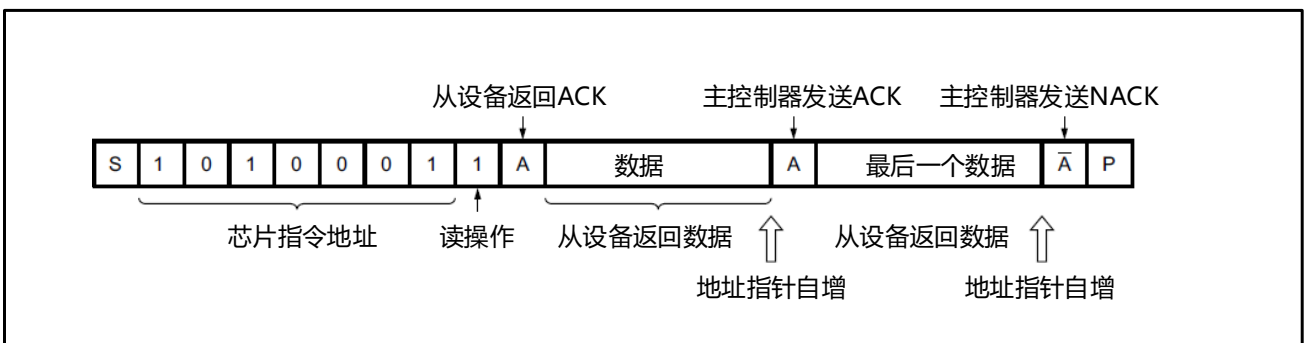 从设备返回ACK 主控制器发送ACK 主控制器发送NACK
S 1 0 1 0 0 0 1 1 A 数据 A 最后一个数据 A̅ P
芯片指令地址 读操作 从设备返回数据 从设备返回数据
地址指针自增 地址指针自增